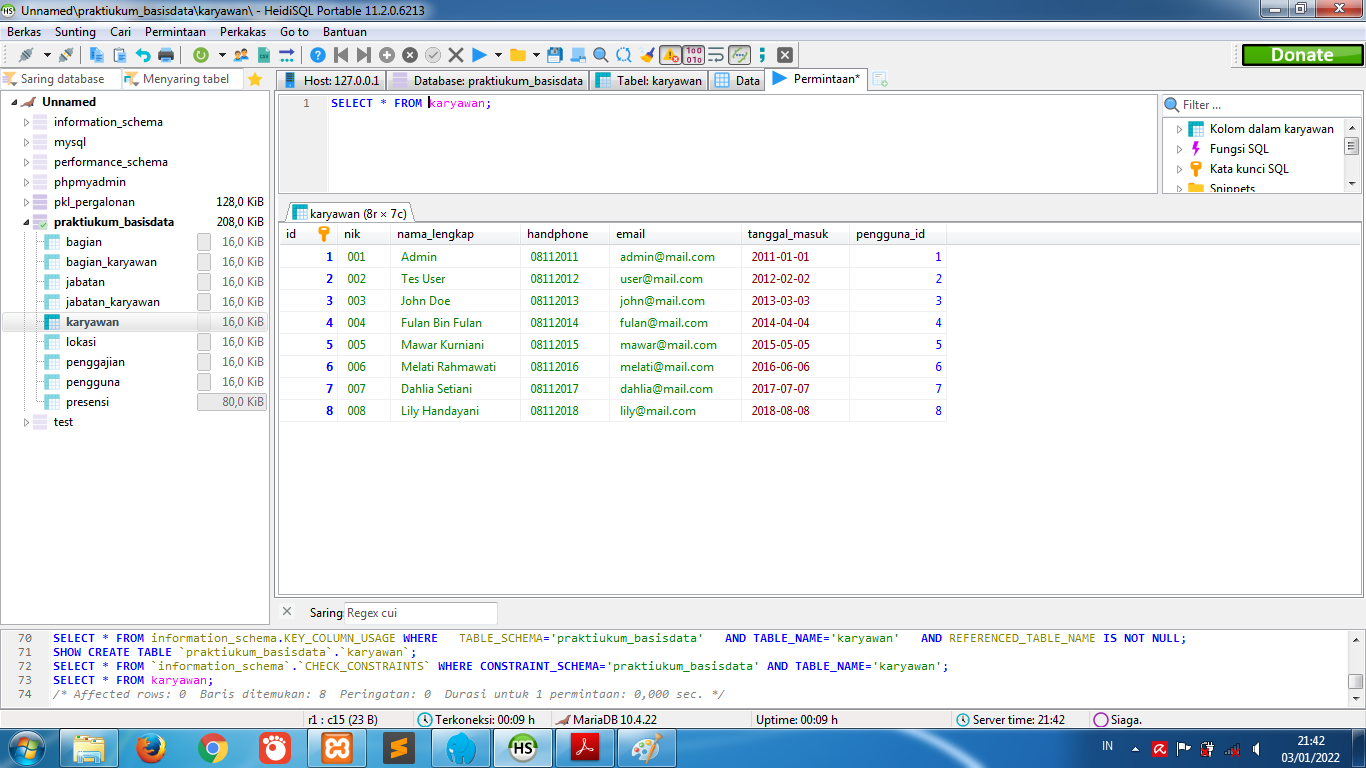 Unnamed\praktiukum_basisdata\karyawan\ - HeidiSQL Portable 11.2.0.6213
Berkas Sunting Cari Permintaan Perkakas Go to Bantuan
Donate
Saring database Menyaring tabel
Host: 127.0.0.1 Database: praktiukum_basisdata Tabel: karyawan Data Permintaan*
Unnamed
information_schema
mysql
performance_schema
phpmyadmin
pkl_pergalonan 128,0 KiB
praktiukum_basisdata 208,0 KiB
bagian 16,0 KiB
bagian_karyawan 16,0 KiB
jabatan 16,0 KiB
jabatan_karyawan 16,0 KiB
karyawan 16,0 KiB
lokasi 16,0 KiB
penggajian 16,0 KiB
pengguna 16,0 KiB
presensi 80,0 KiB
test
1 SELECT * FROM karyawan;
Filter ...
Kolom dalam karyawan
Fungsi SQL
Kata kunci SQL
Snippets
karyawan (8r × 7c)
id nik nama_lengkap handphone email tanggal_masuk pengguna_id
1 001 Admin 08112011 admin@mail.com 2011-01-01 1
2 002 Tes User 08112012 user@mail.com 2012-02-02 2
3 003 John Doe 08112013 john@mail.com 2013-03-03 3
4 004 Fulan Bin Fulan 08112014 fulan@mail.com 2014-04-04 4
5 005 Mawar Kurniani 08112015 mawar@mail.com 2015-05-05 5
6 006 Melati Rahmawati 08112016 melati@mail.com 2016-06-06 6
7 007 Dahlia Setiani 08112017 dahlia@mail.com 2017-07-07 7
8 008 Lily Handayani 08112018 lily@mail.com 2018-08-08 8
Saring: Regex cui
70 SELECT * FROM information_schema.KEY_COLUMN_USAGE WHERE TABLE_SCHEMA='praktiukum_basisdata' AND TABLE_NAME='karyawan' AND REFERENCED_TABLE_NAME IS NOT NULL;
71 SHOW CREATE TABLE `praktiukum_basisdata`.`karyawan`;
72 SELECT * FROM `information_schema`.`CHECK_CONSTRAINTS` WHERE CONSTRAINT_SCHEMA='praktiukum_basisdata' AND TABLE_NAME='karyawan';
73 SELECT * FROM karyawan;
74 /* Affected rows: 0 Baris ditemukan: 8 Peringatan: 0 Durasi untuk 1 permintaan: 0,000 sec. */
r1 : c15 (23 B) Terkoneksi: 00:09 h MariaDB 10.4.22 Uptime: 00:09 h Server time: 21:42 Siaga.
HS
IN
21:42
03/01/2022